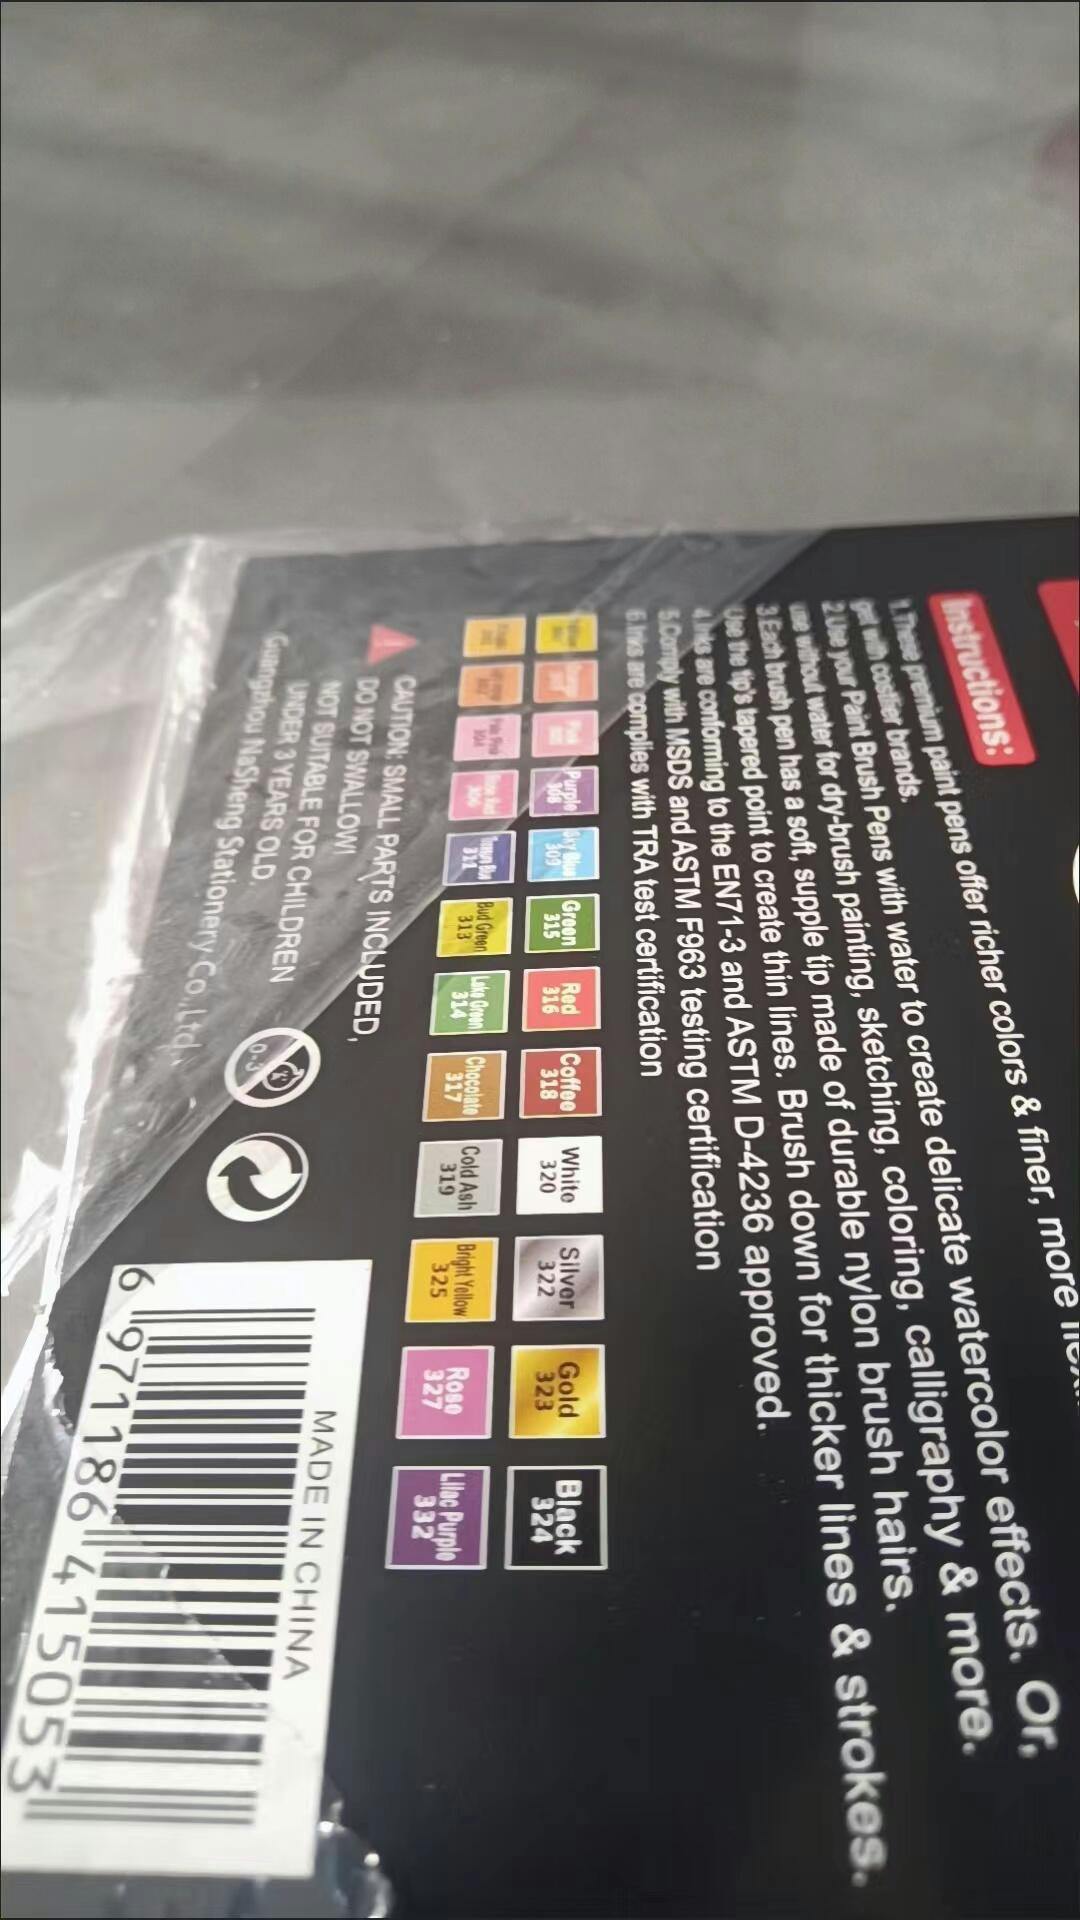 Instructions:
1.These premium paint pens offer richer colors & finer, more
get with costlier brands.
2.Use your Paint Brush Pens with water to create delicate watercolor effects. Or,
use without water for dry-brush painting, sketching, coloring, calligraphy & more.
3.Each brush pen has a soft, supple tip made of durable nylon brush hairs.
Use the tip's tapered point to create thin lines. Brush down for thicker lines & strokes.
4.Inks are conforming to the EN71-3 and ASTM D-4236 approved.
5.Comply with MSDS and ASTM F963 testing certification
6.Inks are complies with TRA test certification
Pink Purple Sky Blue Green Red Coffee White Silver Gold Black
308 309 315 316 318 320 322 323 324
Bud Green Lake Green Chocolate Cold Ash Bright Yellow Rose Lilac Purple
311 313 314 317 319 325 327 332
CAUTION: SMALL PARTS INCLUDED,
DO NOT SWALLOW!
NOT SUITABLE FOR CHILDREN
UNDER 3 YEARS OLD.
Guangzhou NaSheng Stationery Co.,Ltd.
0-3
MADE IN CHINA
6 971186 415053